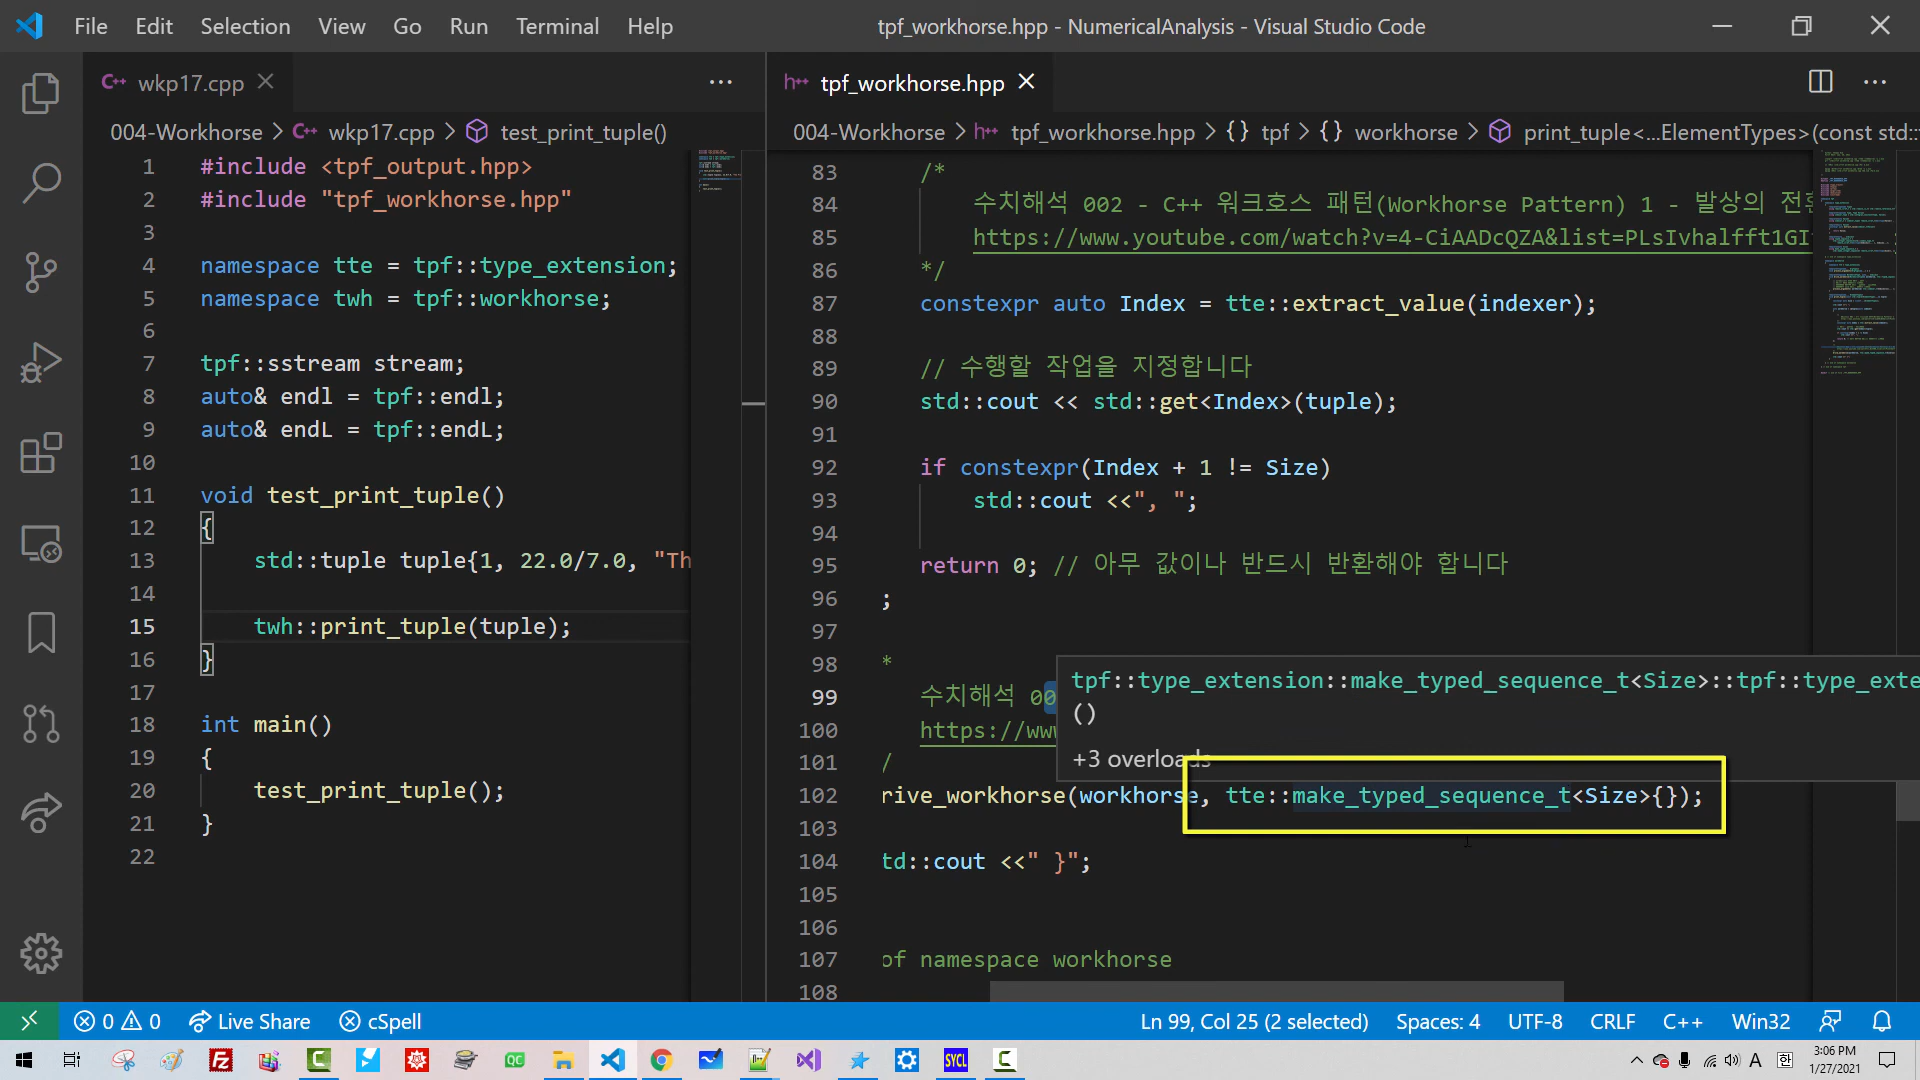 File Edit Selection View Go Run Terminal Help
tpf_workhorse.hpp - NumericalAnalysis - Visual Studio Code
C++ wkp17.cpp
004-Workhorse > C++ wkp17.cpp > test_print_tuple()
1 #include <tpf_output.hpp>
2 #include "tpf_workhorse.hpp"
3
4 namespace tte = tpf::type_extension;
5 namespace twh = tpf::workhorse;
6
7 tpf::sstream stream;
8 auto& endl = tpf::endl;
9 auto& endL = tpf::endL;
10
11 void test_print_tuple()
12 {
13 std::tuple tuple{1, 22.0/7.0, "Th
14
15 twh::print_tuple(tuple);
16 }
17
18 int main()
19 {
20 test_print_tuple();
21 }
22
h++ tpf_workhorse.hpp
004-Workhorse > h++ tpf_workhorse.hpp > {} tpf > {} workhorse > print_tuple<...ElementTypes>(const std::
83 /*
84 수치해석 002 - C++ 워크호스 패턴(Workhorse Pattern) 1 - 발상의 전환
85 https://www.youtube.com/watch?v=4-CiAADcQZA&list=PLsIvhalfft1GI
86 */
87 constexpr auto Index = tte::extract_value(indexer);
88
89 // 수행할 작업을 지정합니다
90 std::cout << std::get<Index>(tuple);
91
92 if constexpr(Index + 1 != Size)
93 std::cout <<", ";
94
95 return 0; // 아무 값이나 반드시 반환해야 합니다
96 ;
97
98 *
99 수치해석 00
100 https://www
101 /
102 rive_workhorse(workhorse, tte::make_typed_sequence_t<Size>{});
103
104 td::cout <<" }";
105
106
107 of namespace workhorse
108
tpf::type_extension::make_typed_sequence_t<Size>::tpf::type_exte
()
+3 overloads
0 0 Live Share cSpell
Ln 99, Col 25 (2 selected) Spaces: 4 UTF-8 CRLF C++ Win32
QC SYCL
A 한 3:06 PM
1/27/2021